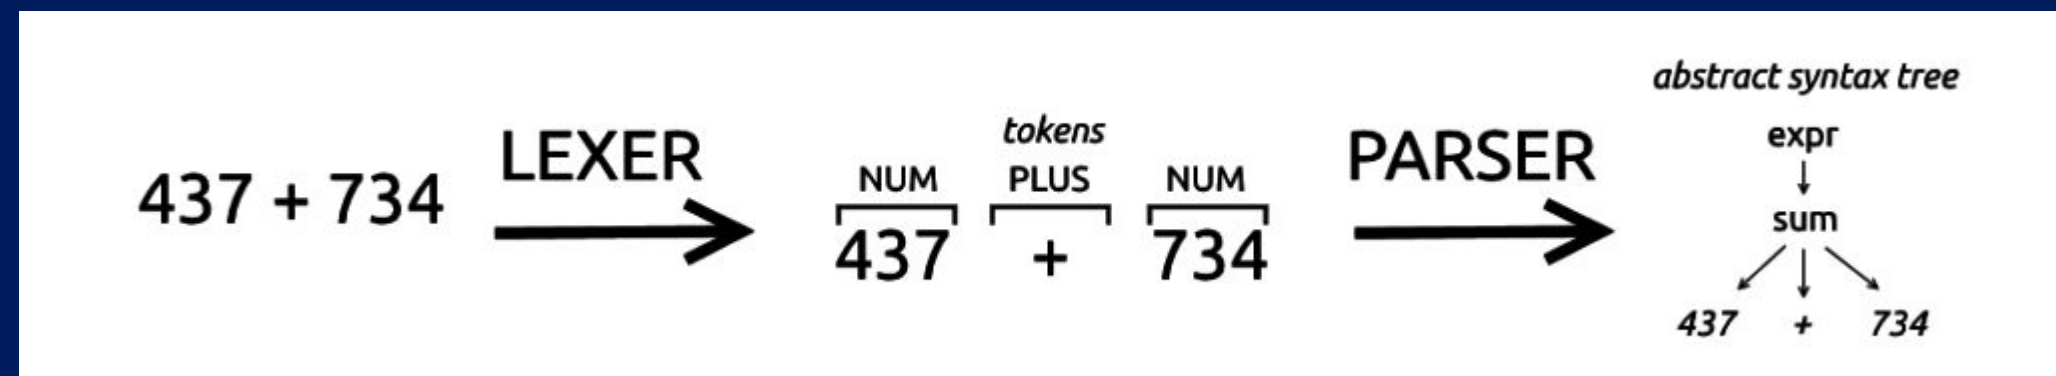 437 + 734
LEXER
tokens
NUM PLUS NUM
437 + 734
PARSER
abstract syntax tree
expr
sum
437 + 734